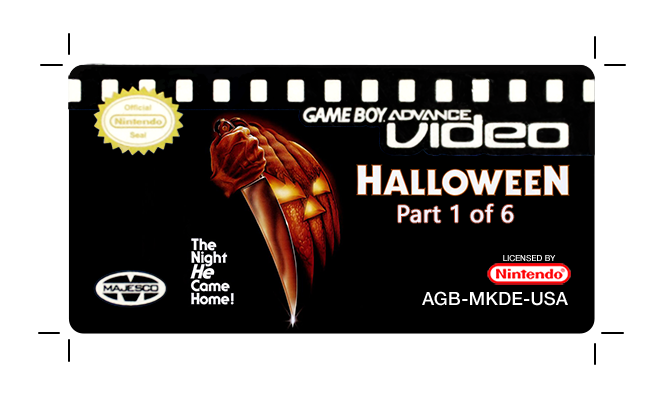 Official
Nintendo
Seal
GAME BOY ADVANCE
video
HALLOWEEN
Part 1 of 6
The
Night
He
Came
Home!
MAJESCO
LICENSED BY
Nintendo®
AGB-MKDE-USA